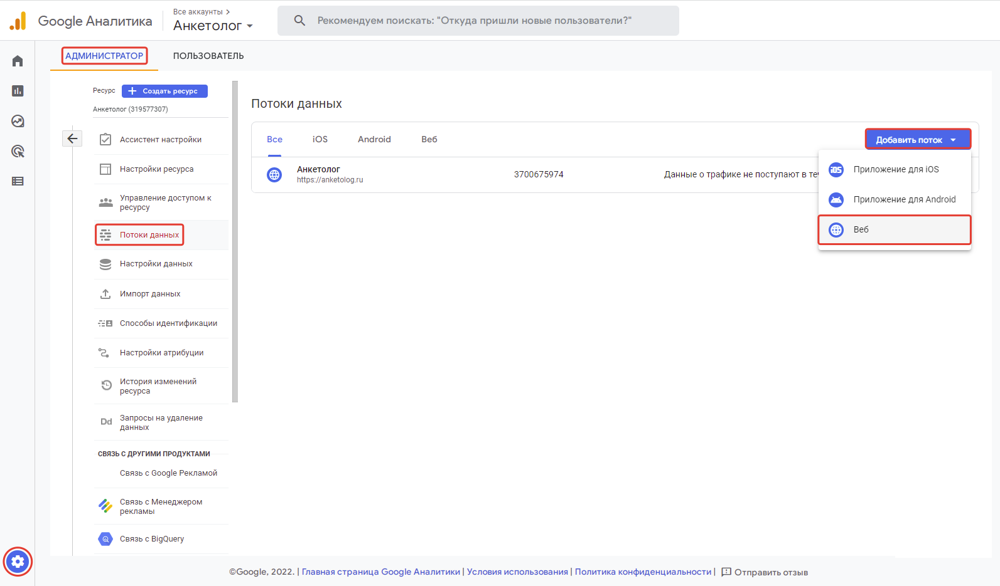 Google Аналитика
Все аккаунты >
Анкетолог
Рекомендуем поискать: "Откуда пришли новые пользователи?"
АДМИНИСТРАТОР
ПОЛЬЗОВАТЕЛЬ
Ресурс
+ Создать ресурс
Анкетолог (319577307)
Ассистент настройки
Настройки ресурса
Управление доступом к
ресурсу
Потоки данных
Настройки данных
Импорт данных
Способы идентификации
Настройки атрибуции
История изменений
ресурса
Dd
Запросы на удаление
данных
СВЯЗЬ С ДРУГИМИ ПРОДУКТАМИ
Связь с Google Рекламой
Связь с Менеджером
рекламы
Связь с BigQuery
Потоки данных
Все
iOS
Android
Веб
Добавить поток
Анкетолог
https://anketolog.ru
3700675974
Данные о трафике не поступают в теч
iOS
Приложение для iOS
Приложение для Android
Веб
©Google, 2022. | Главная страница Google Аналитики | Условия использования | Политика конфиденциальности | Отправить отзыв